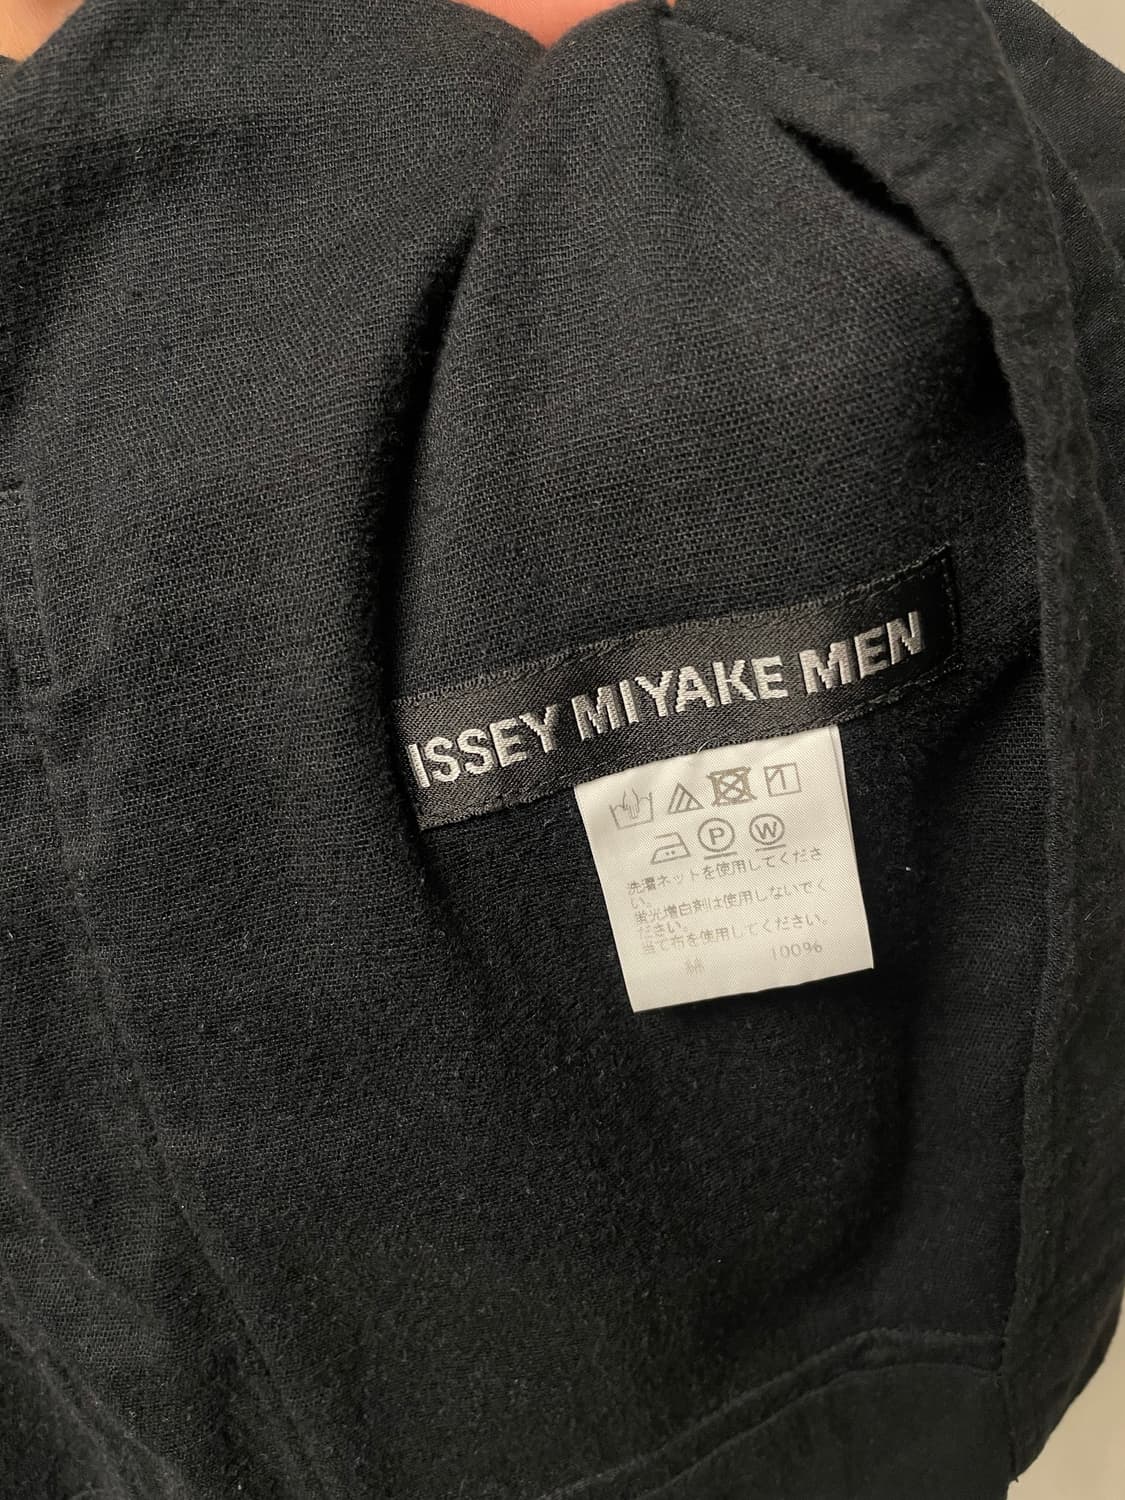 ISSEY MIYAKE MEN
P W
洗濯ネットを使用してくださ
い。
蛍光増白剤は使用しないでく
ださい。
当て布を使用してください。
綿 100%